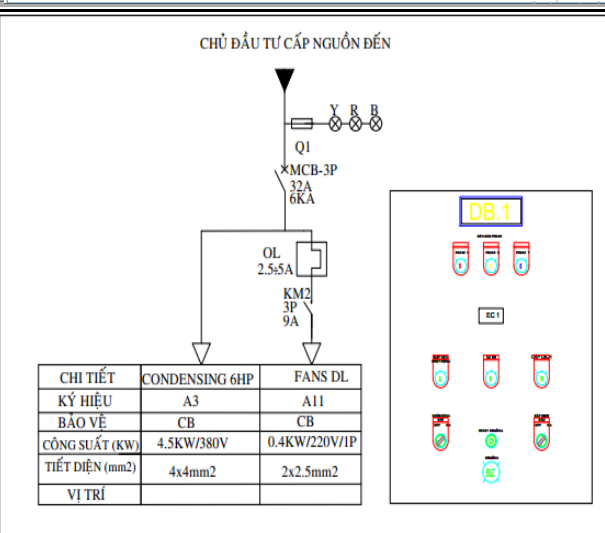 CHỦ ĐẦU TƯ CẤP NGUỒN ĐẾN
Y R B
Q1
MCB-3P
32A
6KA
OL
2.5÷5A
KM2
3P
9A
CHI TIẾT CONDENSING 6HP FANS DL
KÝ HIỆU A3 A11
BẢO VỆ CB CB
CÔNG SUẤT (KW) 4.5KW/380V 0.4KW/220V/1P
TIẾT DIỆN (mm2) 4x4mm2 2x2.5mm2
VỊ TRÍ
DB.1
EC 1